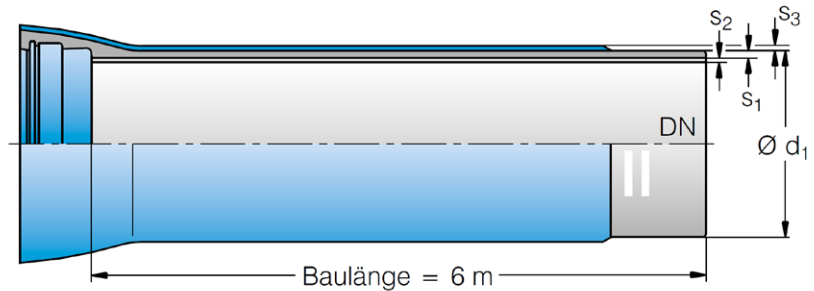 s₂
s₃
s₁
DN
Ø d₁
Baulänge = 6 m